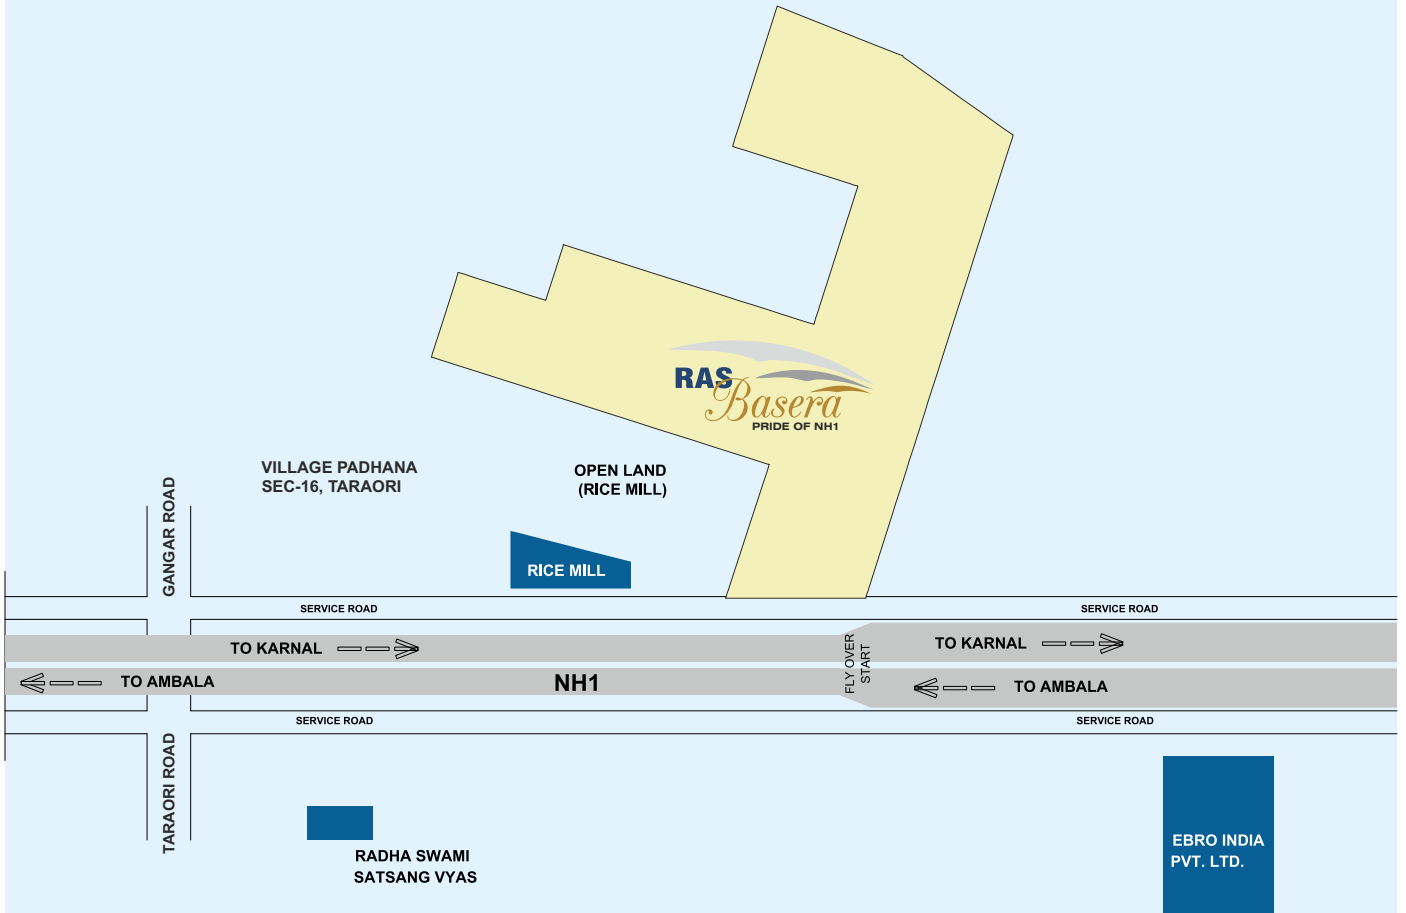 RAS
Basera
PRIDE OF NH1
VILLAGE PADHANA
SEC-16, TARAORI
OPEN LAND
(RICE MILL)
GANGAR ROAD
RICE MILL
SERVICE ROAD
SERVICE ROAD
TO KARNAL
FLY OVER
START
TO KARNAL
TO AMBALA
NH1
TO AMBALA
SERVICE ROAD
SERVICE ROAD
TARAORI ROAD
RADHA SWAMI
SATSANG VYAS
EBRO INDIA
PVT. LTD.